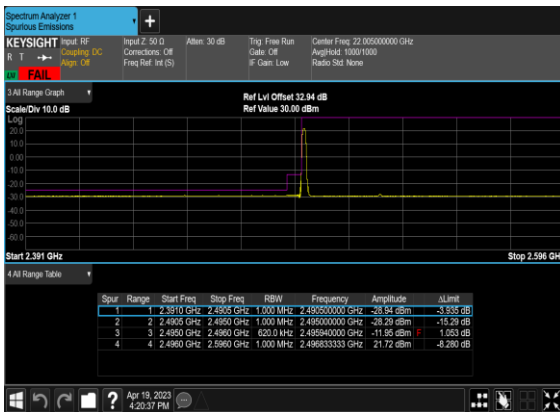 Spectrum Analyzer 1
Spurious Emissions
+
KEYSIGHT Input: RF Input Z: 50 Ω Atten: 30 dB Trig: Free Run Center Freq: 22.005000000 GHz
R T Coupling: DC Corrections: Off Gate: Off Avg|Hold: 1000/1000
Align: Off Freq Ref: Int (S) IF Gain: Low Radio Std: None
LV FAIL
3 All Range Graph
Ref Lvl Offset 32.94 dB
Scale/Div 10.0 dB Ref Value 30.00 dBm
Log
20.0
10.0
0.00
-10.0
-20.0
-30.0
-40.0
-50.0
-60.0
Start 2.391 GHz Stop 2.596 GH
4 All Range Table
Spur Range Start Freq Stop Freq RBW Frequency Amplitude ΔLimit
1 1 2.3910 GHz 2.4905 GHz 1.000 MHz 2.490510000 GHz -28.94 dBm -3.935 dB
2 2 2.4905 GHz 2.4950 GHz 1.000 MHz 2.495000000 GHz -28.29 dBm -15.29 dB
3 3 2.4950 GHz 2.4960 GHz 620.0 kHz 2.495940000 GHz -11.95 dBm F 1.053 dB
4 4 2.4960 GHz 2.5960 GHz 1.000 MHz 2.496833333 GHz 21.72 dBm -8.280 dB
? Apr 19, 2023
4:20:37 PM